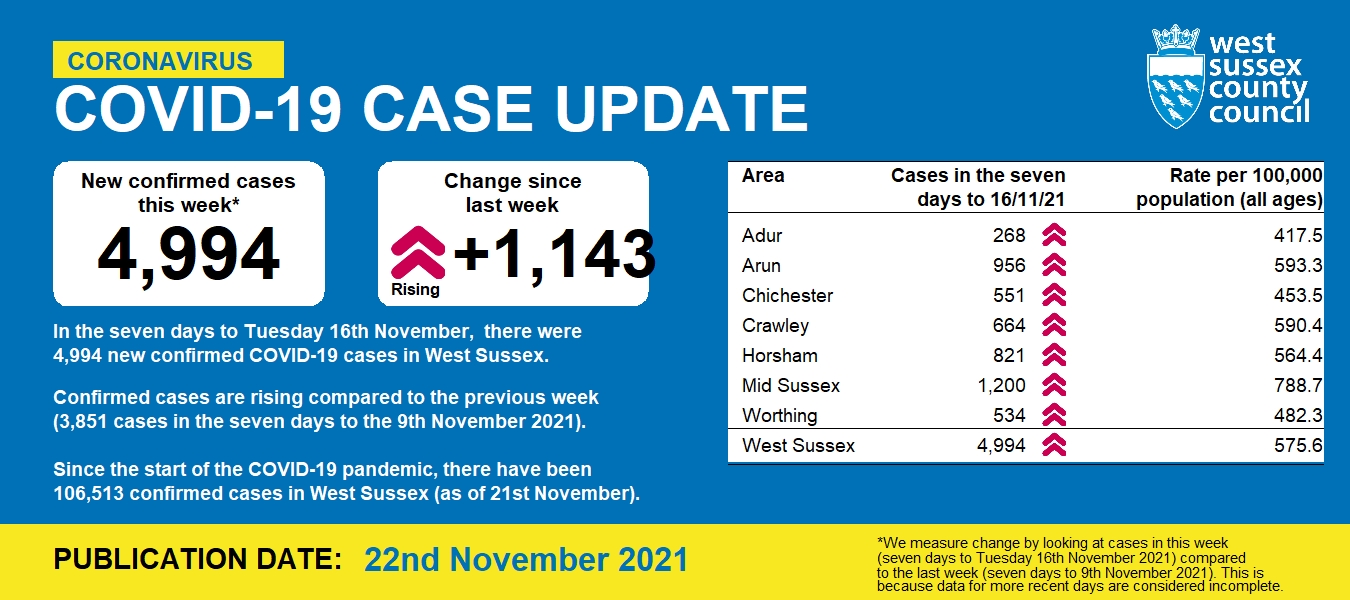 CORONAVIRUS
COVID-19 CASE UPDATE
west
sussex
county
council
New confirmed cases
this week*
4,994
Change since
last week
+1,143
Rising
In the seven days to Tuesday 16th November,  there were
4,994 new confirmed COVID-19 cases in West Sussex.
Confirmed cases are rising compared to the previous week
(3,851 cases in the seven days to the 9th November 2021).
Since the start of the COVID-19 pandemic, there have been
106,513 confirmed cases in West Sussex (as of 21st November).
Area Cases in the seven Rate per 100,000
days to 16/11/21 population (all ages)
Adur 268 417.5
Arun 956 593.3
Chichester 551 453.5
Crawley 664 590.4
Horsham 821 564.4
Mid Sussex 1,200 788.7
Worthing 534 482.3
West Sussex 4,994 575.6
PUBLICATION DATE: 22nd November 2021
*We measure change by looking at cases in this week
(seven days to Tuesday 16th November 2021) compared
to the last week (seven days to 9th November 2021). This is
because data for more recent days are considered incomplete.